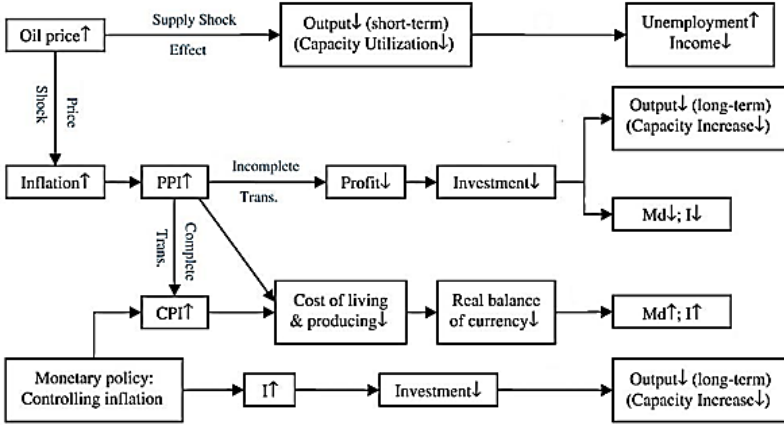 Oil price↑
Supply Shock
Effect
Output↓ (short-term)
(Capacity Utilization↓)
Unemployment↑
Income↓
Price
Shock
Output↓ (long-term)
(Capacity Increase↓)
Inflation↑
PPI↑
Incomplete
Trans.
Profit↓
Investment↓
Md↓; I↓
Complete
Trans.
CPI↑
Cost of living
& producing↓
Real balance
of currency↓
Md↑; I↑
Monetary policy:
Controlling inflation
I↑
Investment↓
Output↓ (long-term)
(Capacity Increase↓)